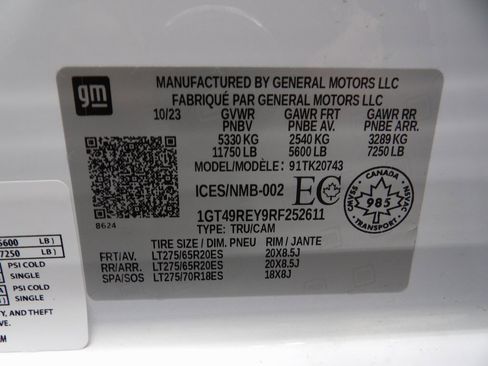 gm
MANUFACTURED BY GENERAL MOTORS LLC
FABRIQUÉ PAR GENERAL MOTORS LLC
10/23 GVWR GAWR FRT GAWR RR
PNBV PNBE AV. PNBE ARR.
5330 KG 2540 KG 3289 KG
11750 LB 5600 LB 7250 LB
MODEL/MODÈLE: 91TK20743
ICES/NMB-002 EC
1GT49REY9RF252611
TYPE: TRU/CAM
8624
CANADA
985
CMVSS
NSVAC
TIRE SIZE / DIM. PNEU RIM / JANTE
FRT/AV. LT275/65R20ES 20X8.5J
RR/ARR. LT275/65R20ES 20X8.5J
SPA/SOS LT275/70R18ES 18X8J
5600 LB)
7250 LB)
PSI COLD
SINGLE
PSI COLD
SINGLE
Y, AND THEFT
VE.